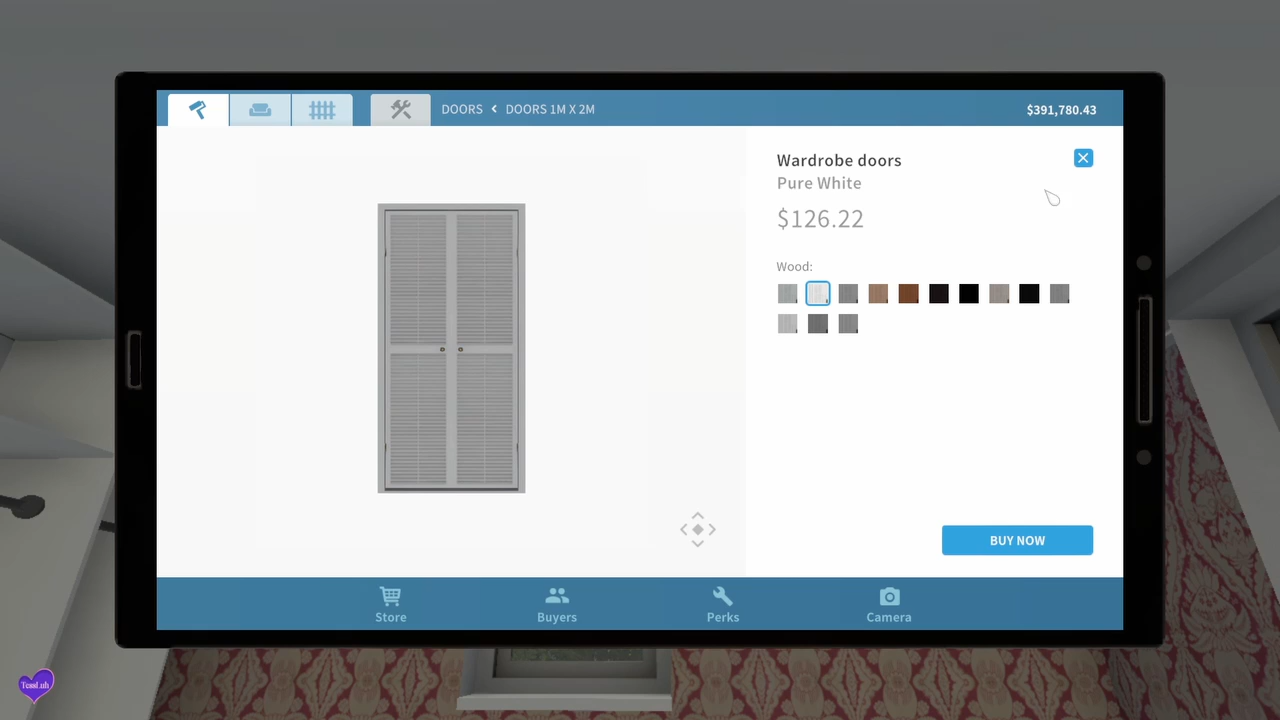 DOORS < DOORS 1M X 2M
$391,780.43
Wardrobe doors
Pure White
$126.22
Wood:
BUY NOW
Store
Buyers
Perks
Camera